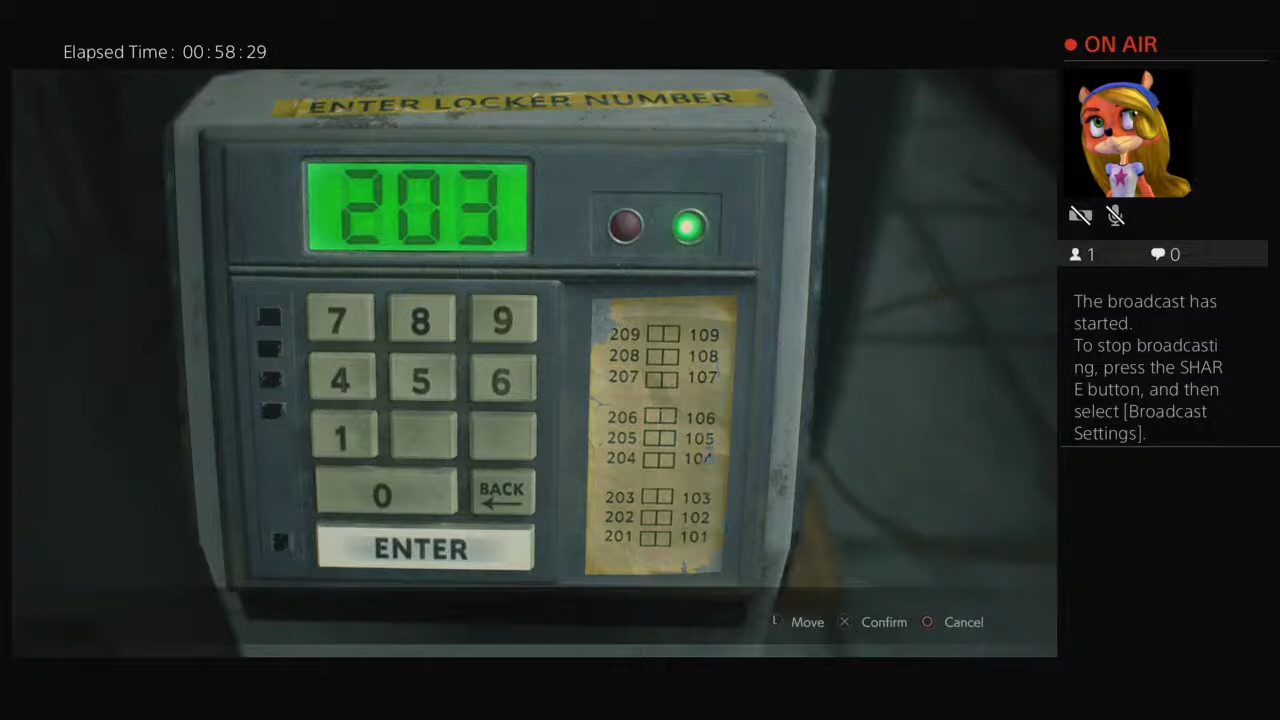 Elapsed Time: 00:58:29
ON AIR
ENTER LOCKER NUMBER
203
7 8 9
4 5 6
1
0 BACK
ENTER
209 109
208 108
207 107
206 106
205 105
204 104
203 103
202 102
201 101
L Move X Confirm O Cancel
1 0
The broadcast has
started.
To stop broadcasti
ng, press the SHAR
E button, and then
select [Broadcast
Settings].